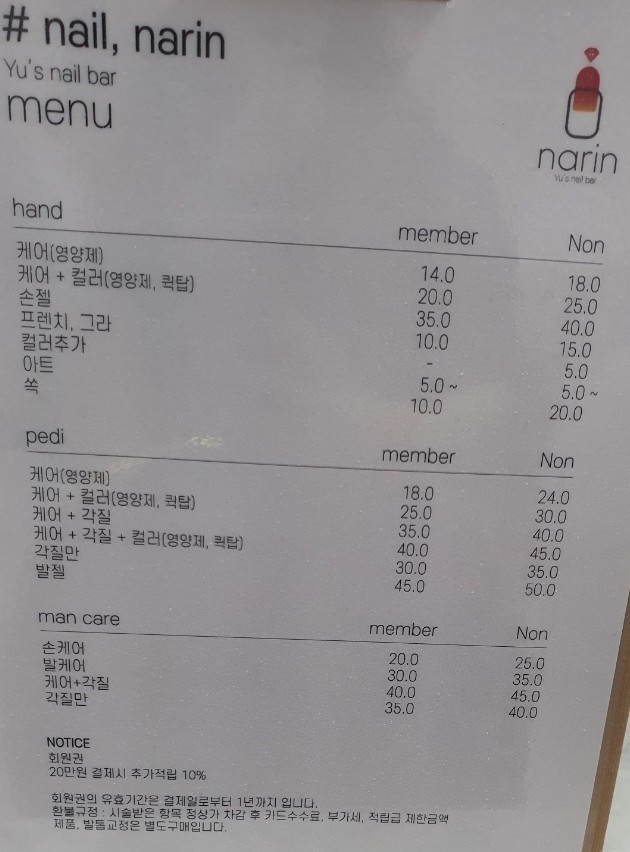 # nail, narin
Yu's nail bar
menu
narin
Yu's nail bar
hand member Non
케어(영양제) 14.0 18.0
케어 + 컬러(영양제, 퀵탑) 20.0 25.0
손젤 35.0 40.0
프렌치, 그라 10.0 15.0
컬러추가 - 5.0
아트 5.0 ~ 5.0 ~
쏙 10.0 20.0
pedi member Non
케어(영양제) 18.0 24.0
케어 + 컬러(영양제, 퀵탑) 25.0 30.0
케어 + 각질 35.0 40.0
케어 + 각질 + 컬러(영양제, 퀵탑) 40.0 45.0
각질만 30.0 35.0
발젤 45.0 50.0
man care member Non
손케어 20.0 25.0
발케어 30.0 35.0
케어+각질 40.0 45.0
각질만 35.0 40.0
NOTICE
회원권
20만원 결제시 추가적립 10%
회원권의 유효기간은 결제일로부터 1년까지 입니다.
환불규정 : 시술받은 항목 정상가 차감 후 카드수수료, 부가세, 적립급 제한금액
제품, 발톱교정은 별도구매입니다.